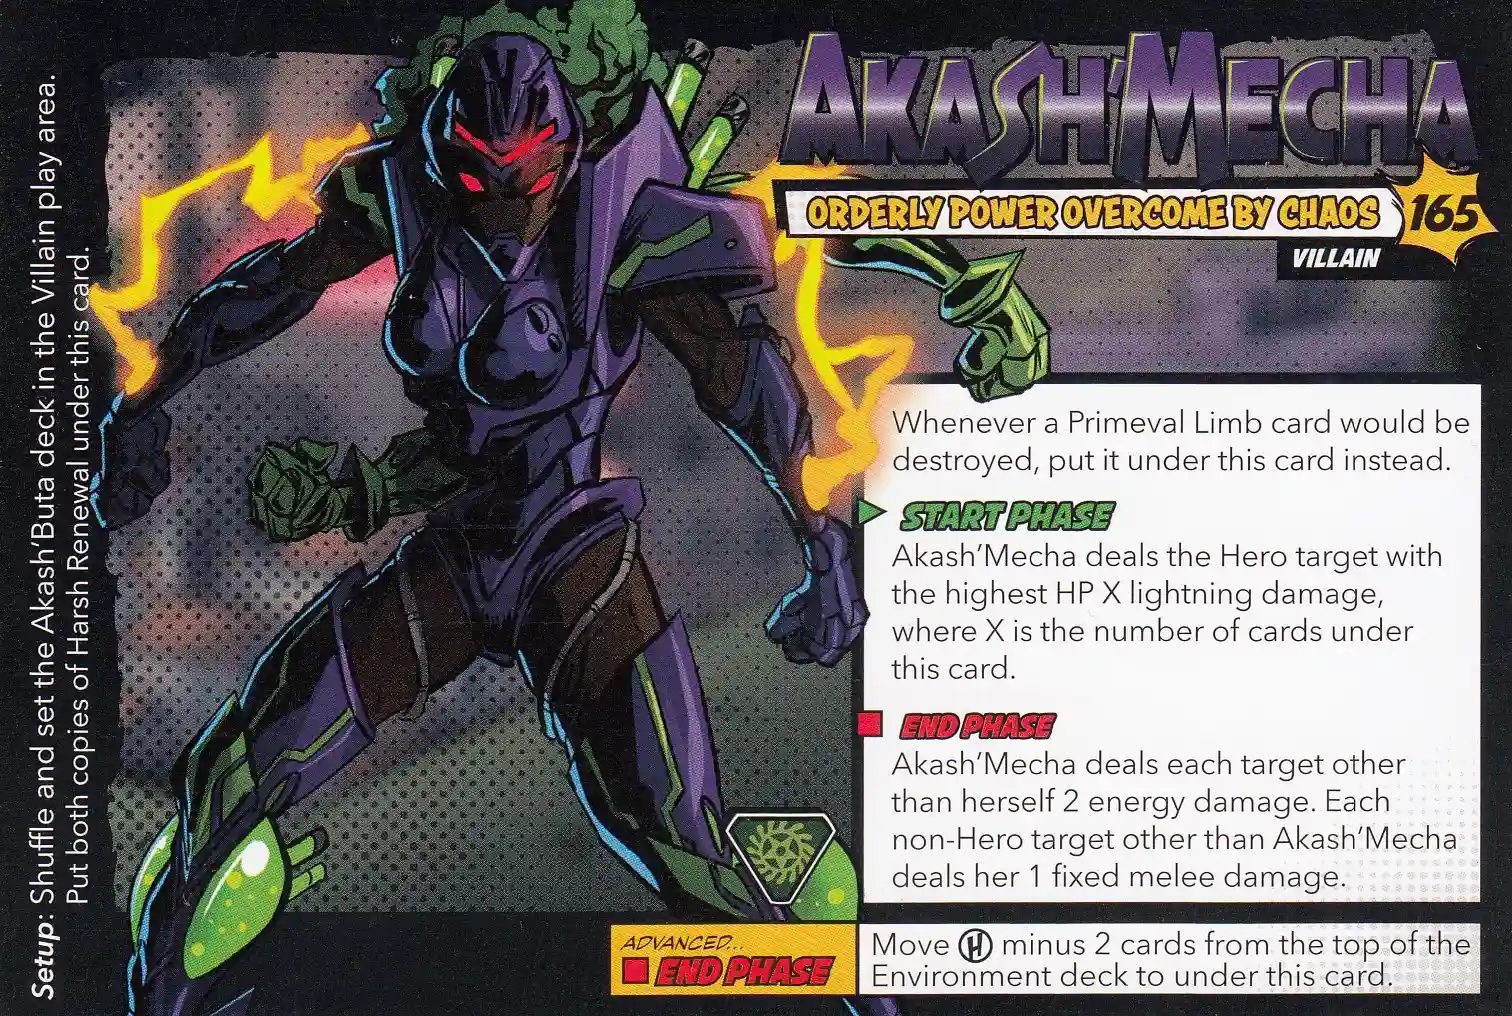 AKASH'MECHA
ORDERLY POWER OVERCOME BY CHAOS
165
VILLAIN
Setup: Shuffle and set the Akash'Buta deck in the Villain play area.
Put both copies of Harsh Renewal under this card.
Whenever a Primeval Limb card would be
destroyed, put it under this card instead.
START PHASE
Akash'Mecha deals the Hero target with
the highest HP X lightning damage,
where X is the number of cards under
this card.
END PHASE
Akash'Mecha deals each target other
than herself 2 energy damage. Each
non-Hero target other than Akash'Mecha
deals her 1 fixed melee damage.
ADVANCED...
END PHASE
Move H minus 2 cards from the top of the
Environment deck to under this card.